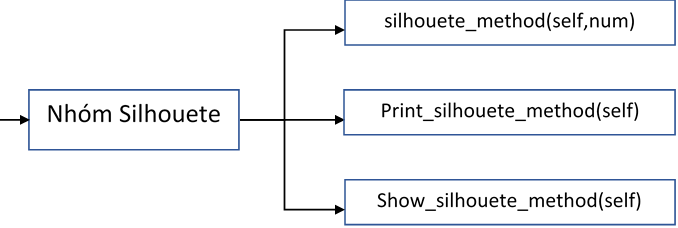 silhouete_method(self,num)
Nhóm Silhouete
Print_silhouete_method(self)
Show_silhouete_method(self)